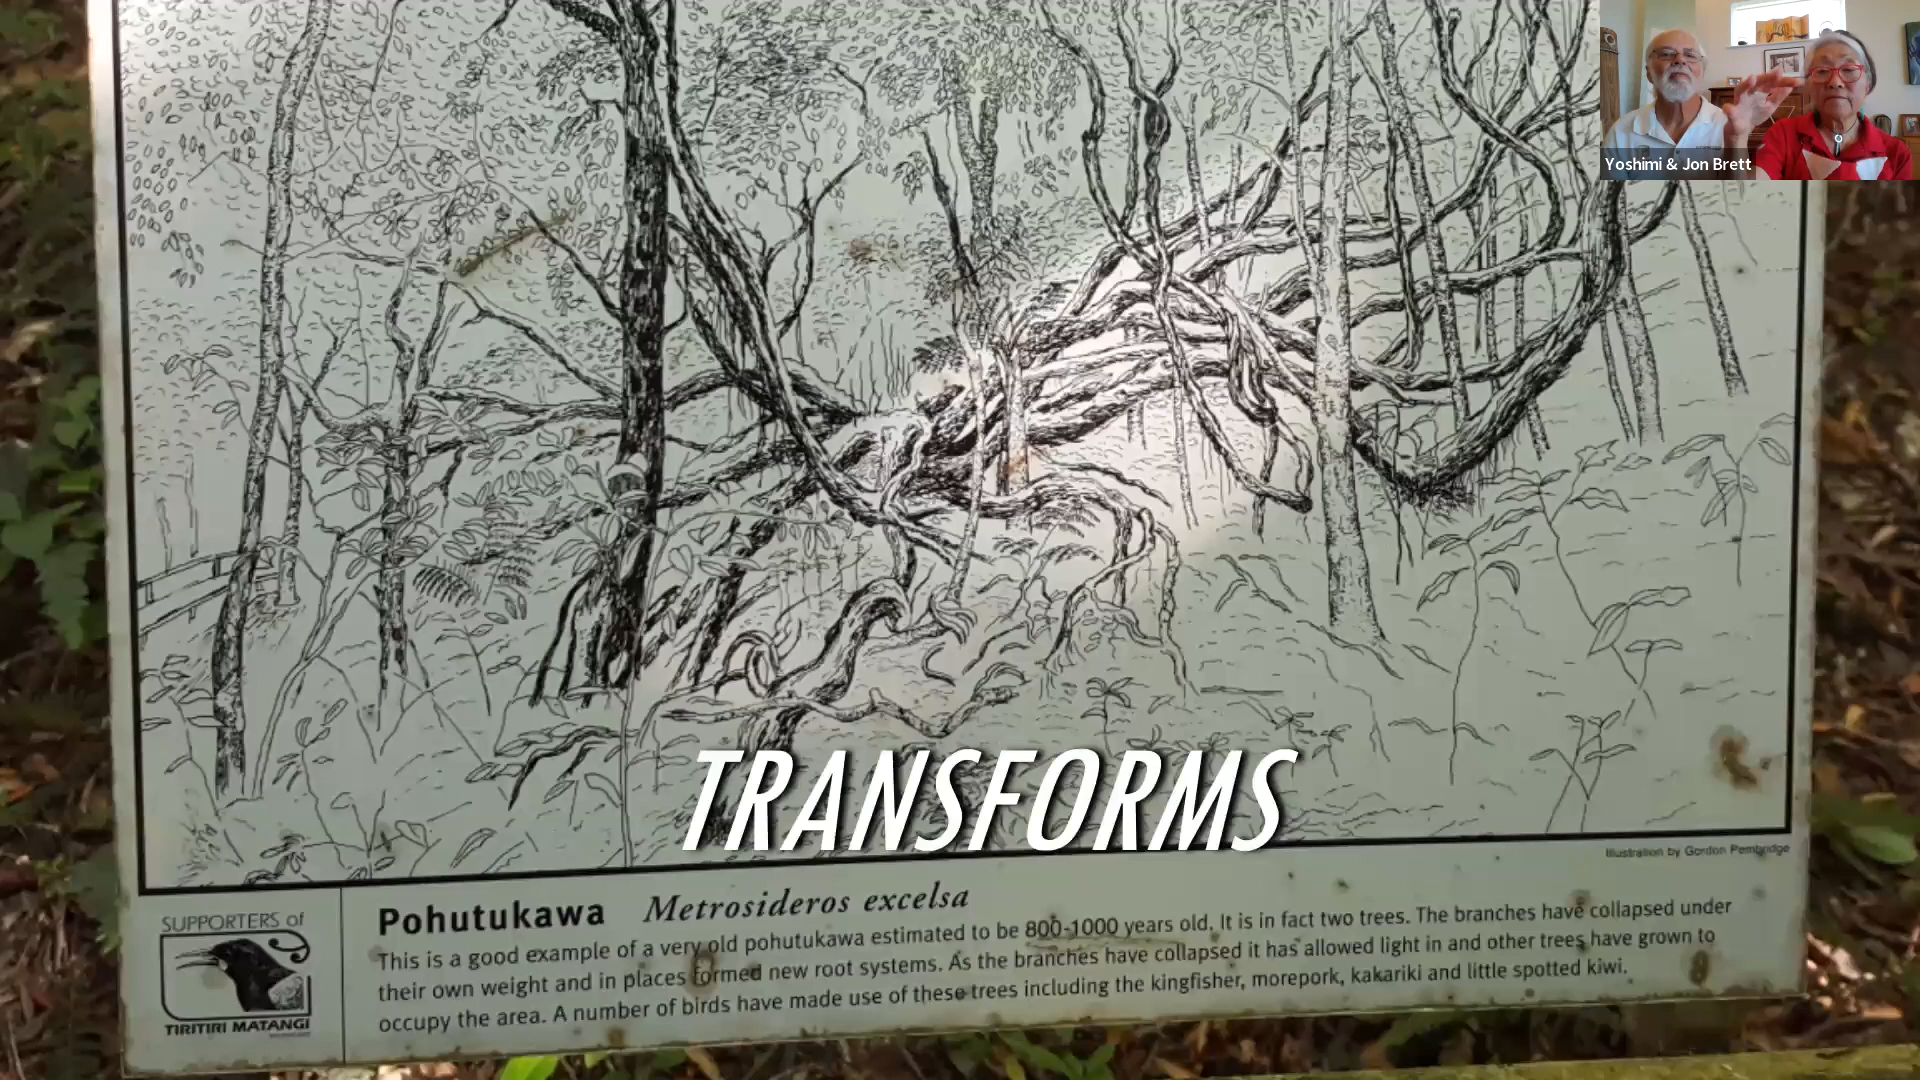 Yoshimi & Jon Brett
TRANSFORMS
Illustration by Gordon Pembridge
SUPPORTERS of
TIRITIRI MATANGI
Pohutukawa Metrosideros excelsa
This is a good example of a very old pohutukawa estimated to be 800-1000 years old. It is in fact two trees. The branches have collapsed under
their own weight and in places formed new root systems. As the branches have collapsed it has allowed light in and other trees have grown to
occupy the area. A number of birds have made use of these trees including the kingfisher, morepork, kakariki and little spotted kiwi.